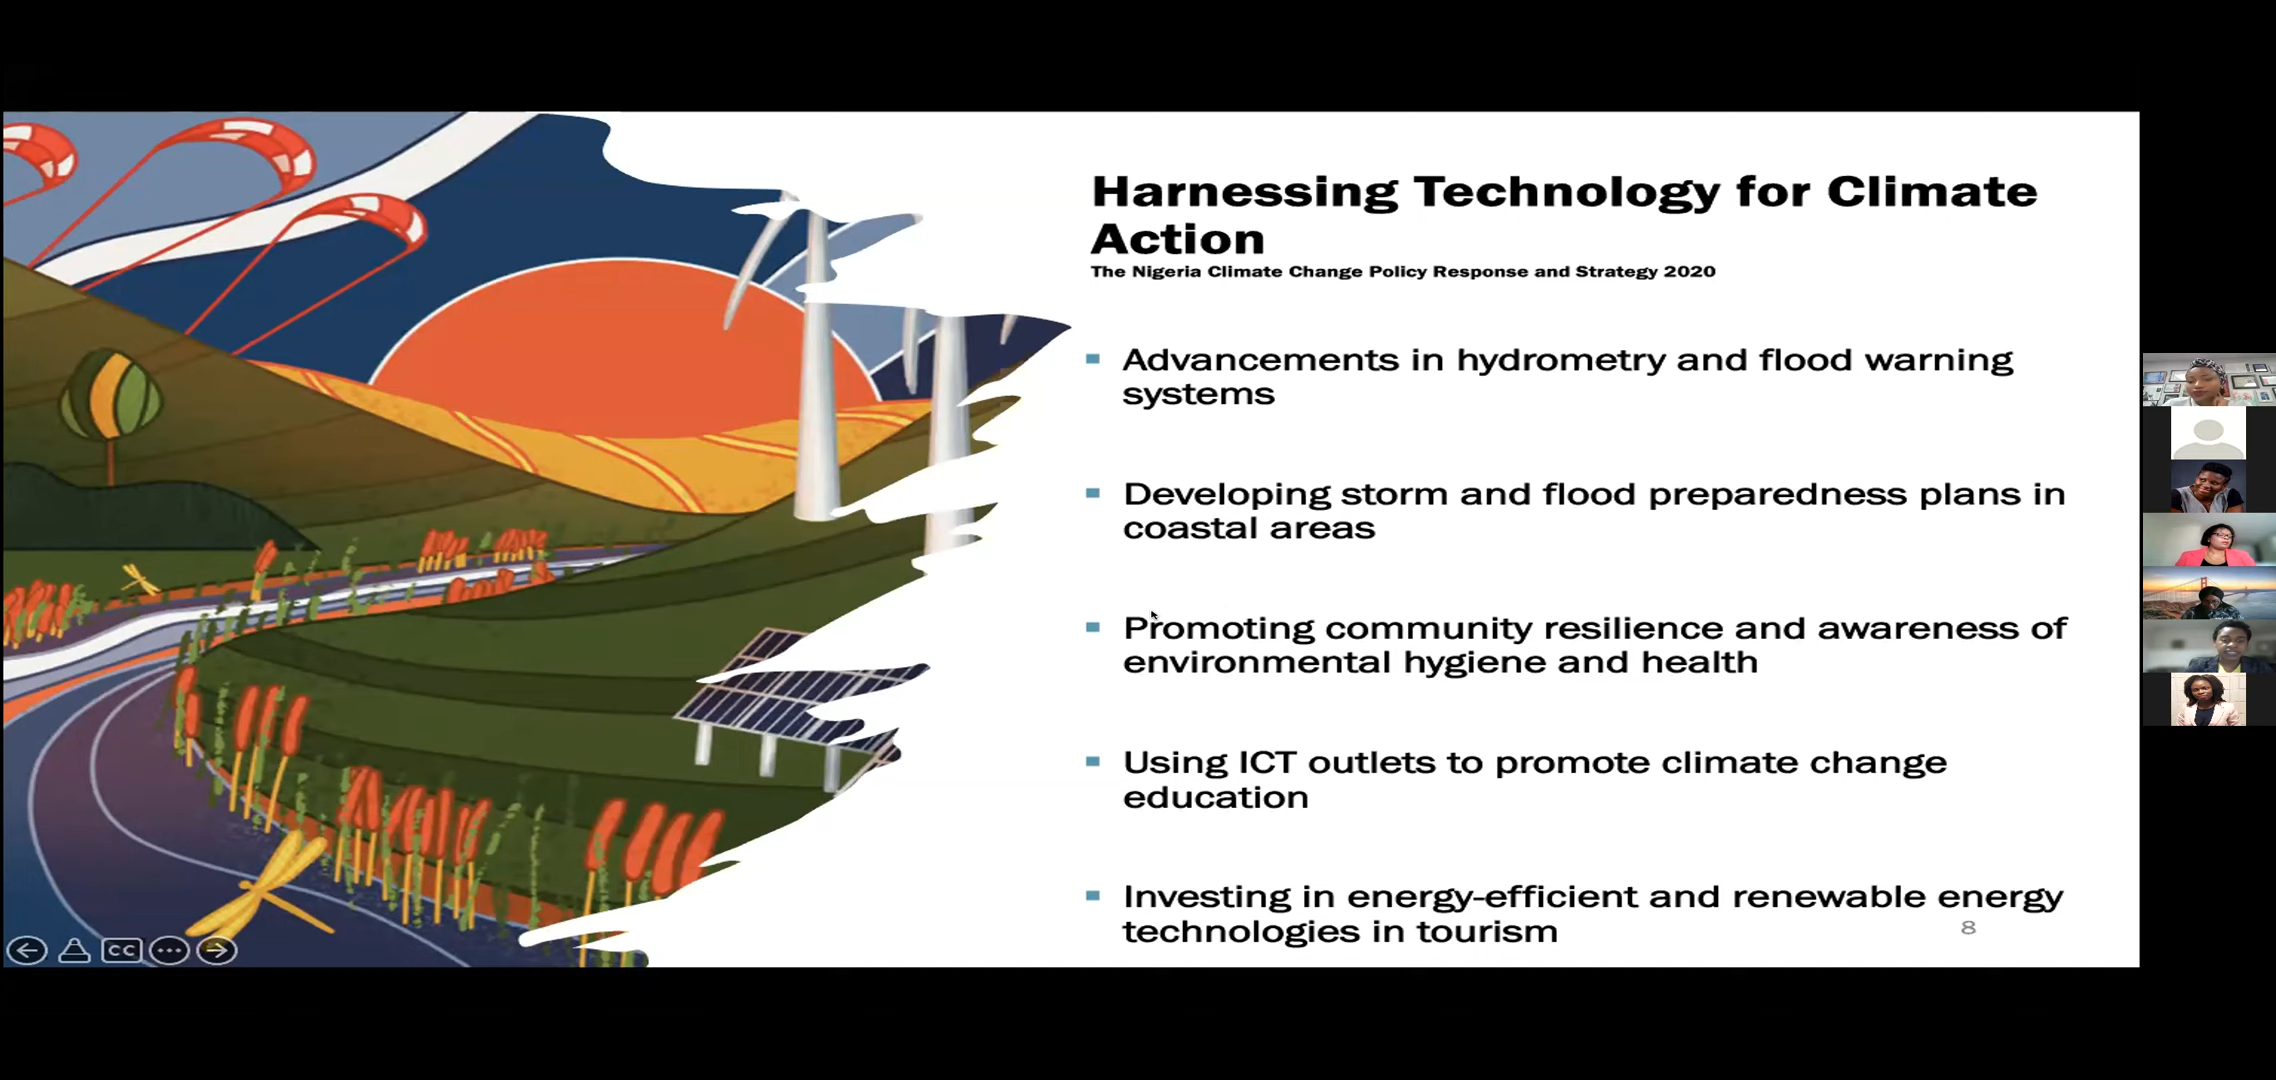 Harnessing Technology for Climate
Action
The Nigeria Climate Change Policy Response and Strategy 2020
Advancements in hydrometry and flood warning
systems
Developing storm and flood preparedness plans in
coastal areas
Promoting community resilience and awareness of
environmental hygiene and health
Using ICT outlets to promote climate change
education
Investing in energy-efficient and renewable energy
technologies in tourism
8
CC